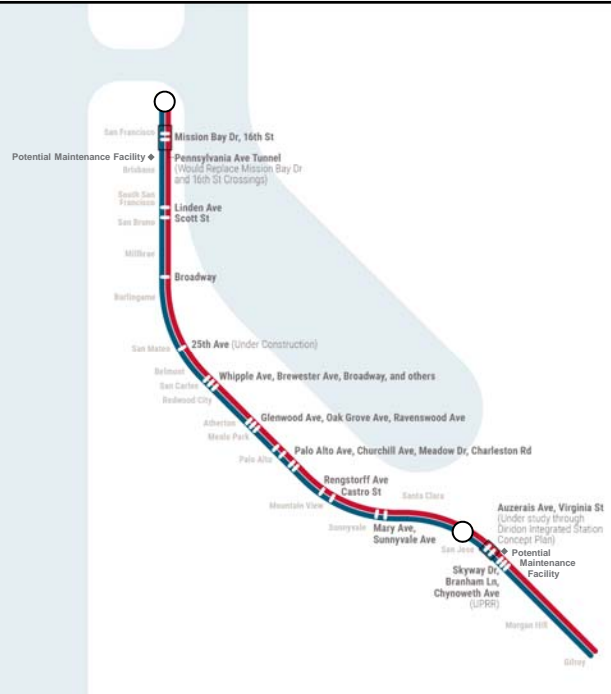 San Francisco
Mission Bay Dr, 16th St
Potential Maintenance Facility
Pennsylvania Ave Tunnel
(Would Replace Mission Bay Dr
and 16th St Crossings)
Brisbane
South San
Francisco
Linden Ave
San Bruno
Scott St
Millbrae
Broadway
Burlingame
25th Ave (Under Construction)
San Mateo
Belmont
Whipple Ave, Brewester Ave, Broadway, and others
San Carlos
Redwood City
Glenwood Ave, Oak Grove Ave, Ravenswood Ave
Atherton
Menlo Park
Palo Alto Ave, Churchill Ave, Meadow Dr, Charleston Rd
Palo Alto
Rengstorff Ave
Castro St
Santa Clara
Mountain View
Auzerais Ave, Virginia St
(Under study through
Diridon Integrated Station
Concept Plan)
Sunnyvale
Mary Ave,
Sunnyvale Ave
San Jose
Potential
Maintenance
Facility
Skyway Dr,
Branham Ln,
Chynoweth Ave
(UPRR)
Morgan Hill
Gilroy